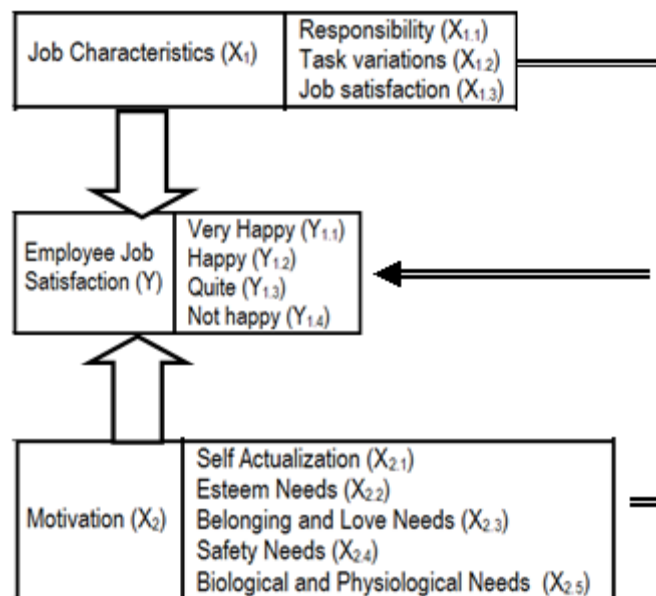 Job Characteristics (X₁)
Responsibility (X₁.₁)
Task variations (X₁.₂)
Job satisfaction (X₁.₃)
Employee Job
Satisfaction (Y)
Very Happy (Y₁.₁)
Happy (Y₁.₂)
Quite (Y₁.₃)
Not happy (Y₁.₄)
Motivation (X₂)
Self Actualization (X₂.₁)
Esteem Needs (X₂.₂)
Belonging and Love Needs (X₂.₃)
Safety Needs (X₂.₄)
Biological and Physiological Needs (X₂.₅)